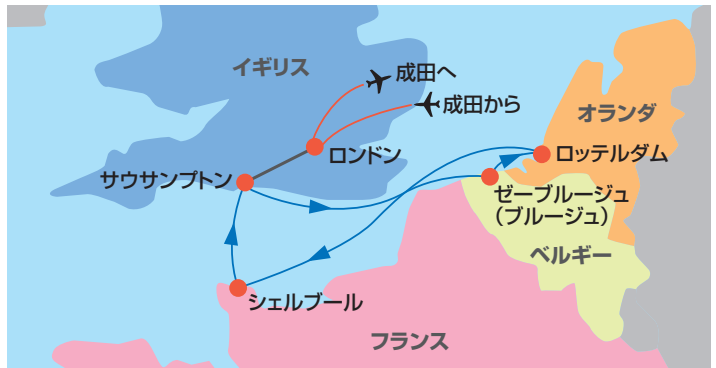 イギリス
成田へ
成田から
オランダ
ロンドン
ロッテルダム
サウサンプトン
ゼーブルージュ
(ブルージュ)
ベルギー
シェルブール
フランス